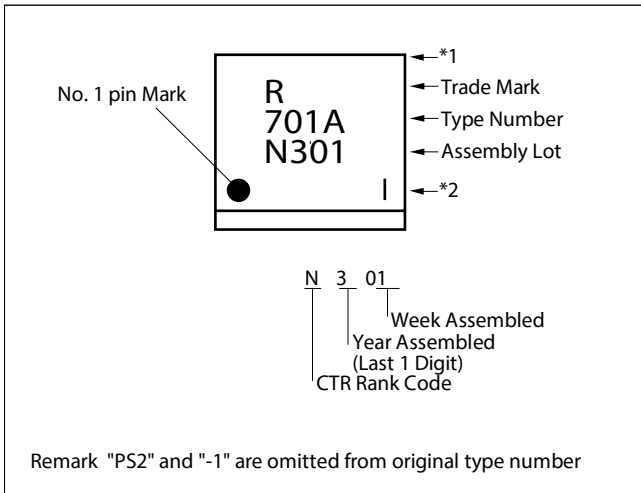 *1
No. 1 pin Mark
R
Trade Mark
701A
Type Number
N301
Assembly Lot
I
*2
N 3 01
Week Assembled
Year Assembled
(Last 1 Digit)
CTR Rank Code
Remark "PS2" and "-1" are omitted from original type number